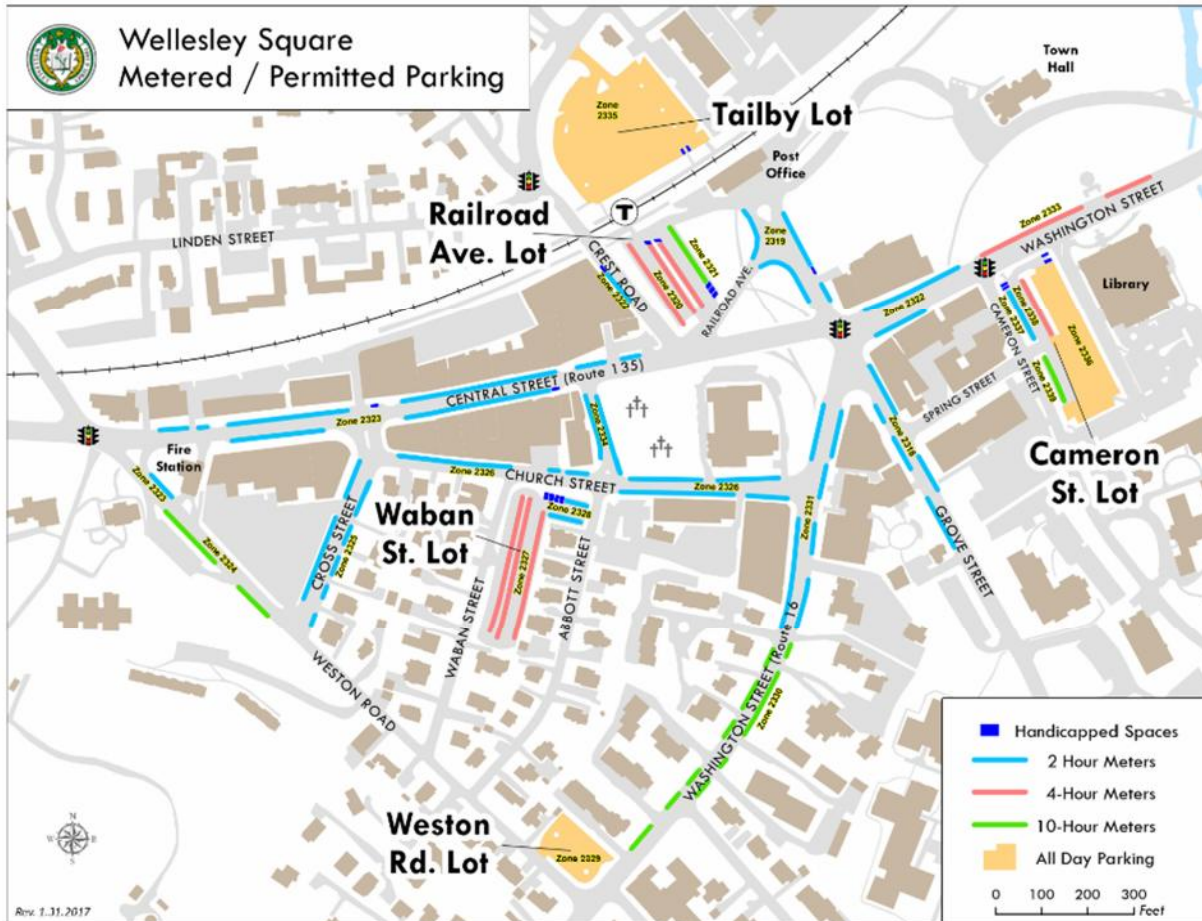 Wellesley Square
Metered / Permitted Parking
Town
Hall
Zone
2335
Tailby Lot
Post
Office
T
Railroad
Ave. Lot
LINDEN STREET
CREST ROAD
Zone 2322
Zone 2320
Zone 2321
RAILROAD AVE.
Zone
2319
Zone 2333
WASHINGTON STREET
Library
Zone 2322
Zone 2337
Zone 2338
CAMERON STREET
Zone 2336
Zone 2339
SPRING STREET
Cameron
St. Lot
CENTRAL STREET (Route 135)
Zone 2323
Zone 2334
Zone 2318
GROVE STREET
Fire
Station
Zone 2323
Zone 2324
Zone 2326
CHURCH STREET
Zone 2326
Zone 2328
Zone 2331
Waban
St. Lot
CROSS STREET
Zone 2325
Zone 2327
WABAN STREET
ABBOTT STREET
WESTON ROAD
WASHINGTON STREET (Route 16
Zone 2330
Weston
Rd. Lot
Zone 2029
Handicapped Spaces
2 Hour Meters
4-Hour Meters
10-Hour Meters
All Day Parking
0 100 200 300
Feet
N
W E
S
Rev. 1.31.2017